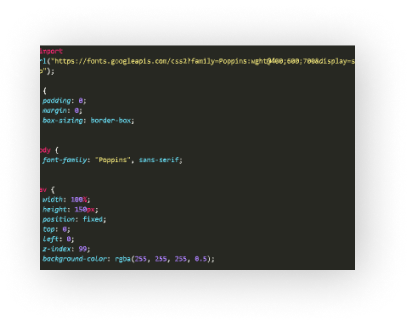 import
rl("https://fonts.googleapis.com/css2?family=Poppins:wght@400;600;700&display=s
p");
{
padding: 0;
margin: 0;
box-sizing: border-box;
ody {
font-family: "Poppins", sans-serif;
av {
width: 100%;
height: 150px;
position: fixed;
top: 0;
left: 0;
z-index: 99;
background-color: rgba(255, 255, 255, 0.5);